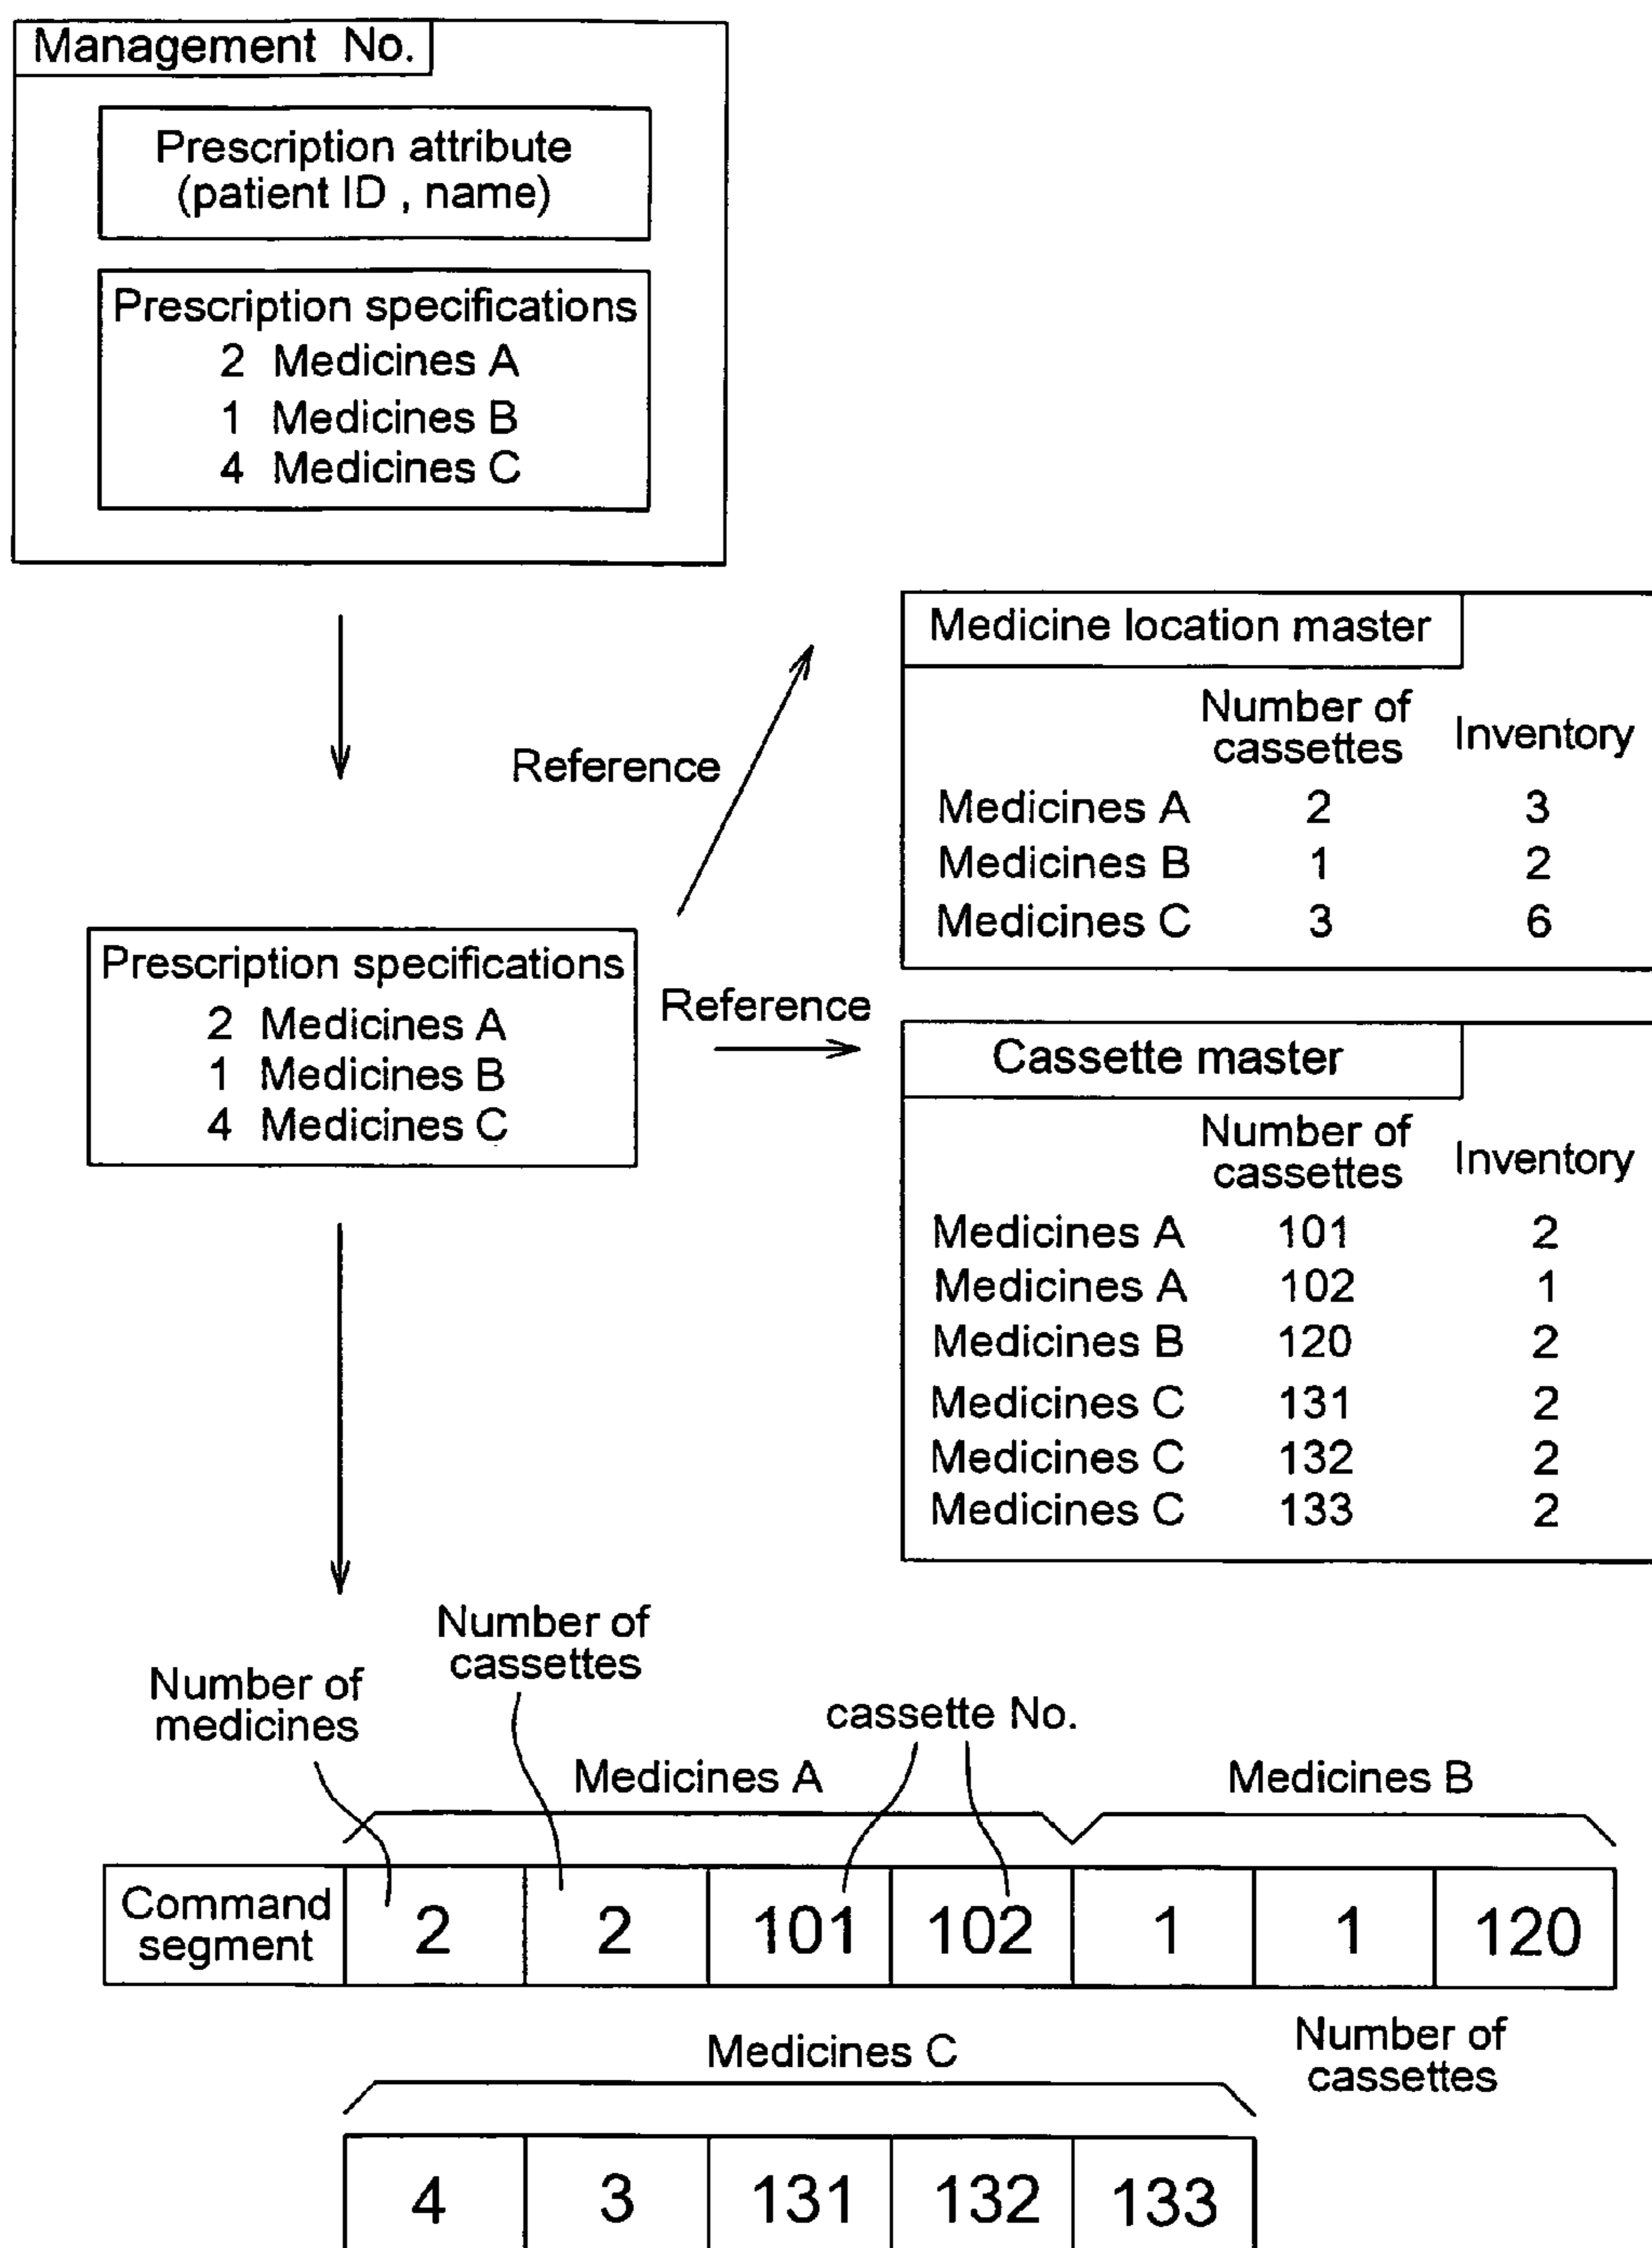 Management No.
Prescription attribute
(patient ID , name)
Prescription specifications
2 Medicines A
1 Medicines B
4 Medicines C
Reference
Medicine location master
Number of
cassettes
Inventory
Medicines A 2 3
Medicines B 1 2
Medicines C 3 6
Prescription specifications
2 Medicines A
1 Medicines B
4 Medicines C
Reference
Cassette master
Number of
cassettes
Inventory
Medicines A 101 2
Medicines A 102 1
Medicines B 120 2
Medicines C 131 2
Medicines C 132 2
Medicines C 133 2
Number of
medicines
Number of
cassettes
cassette No.
Medicines A
Medicines B
Command
segment
2 2 101 102 1 1 120
Medicines C
Number of
cassettes
4 3 131 132 133